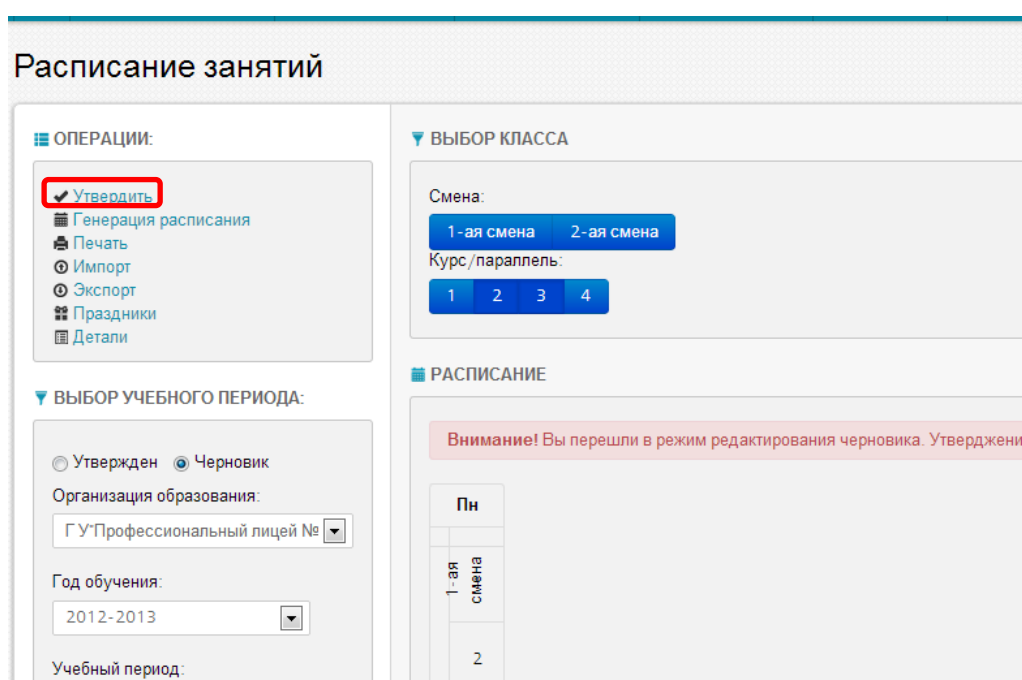 Расписание занятий
ОПЕРАЦИИ:
Утвердить
Генерация расписания
Печать
Импорт
Экспорт
Праздники
Детали
ВЫБОР УЧЕБНОГО ПЕРИОДА:
Утвержден Черновик
Организация образования:
ГУ"Профессиональный лицей №
Год обучения:
2012-2013
Учебный период:
ВЫБОР КЛАССА
Смена:
1-ая смена 2-ая смена
Курс/параллель:
1 2 3 4
РАСПИСАНИЕ
Внимание! Вы перешли в режим редактирования черновика. Утверждени
Пн
1-ая
смена
2